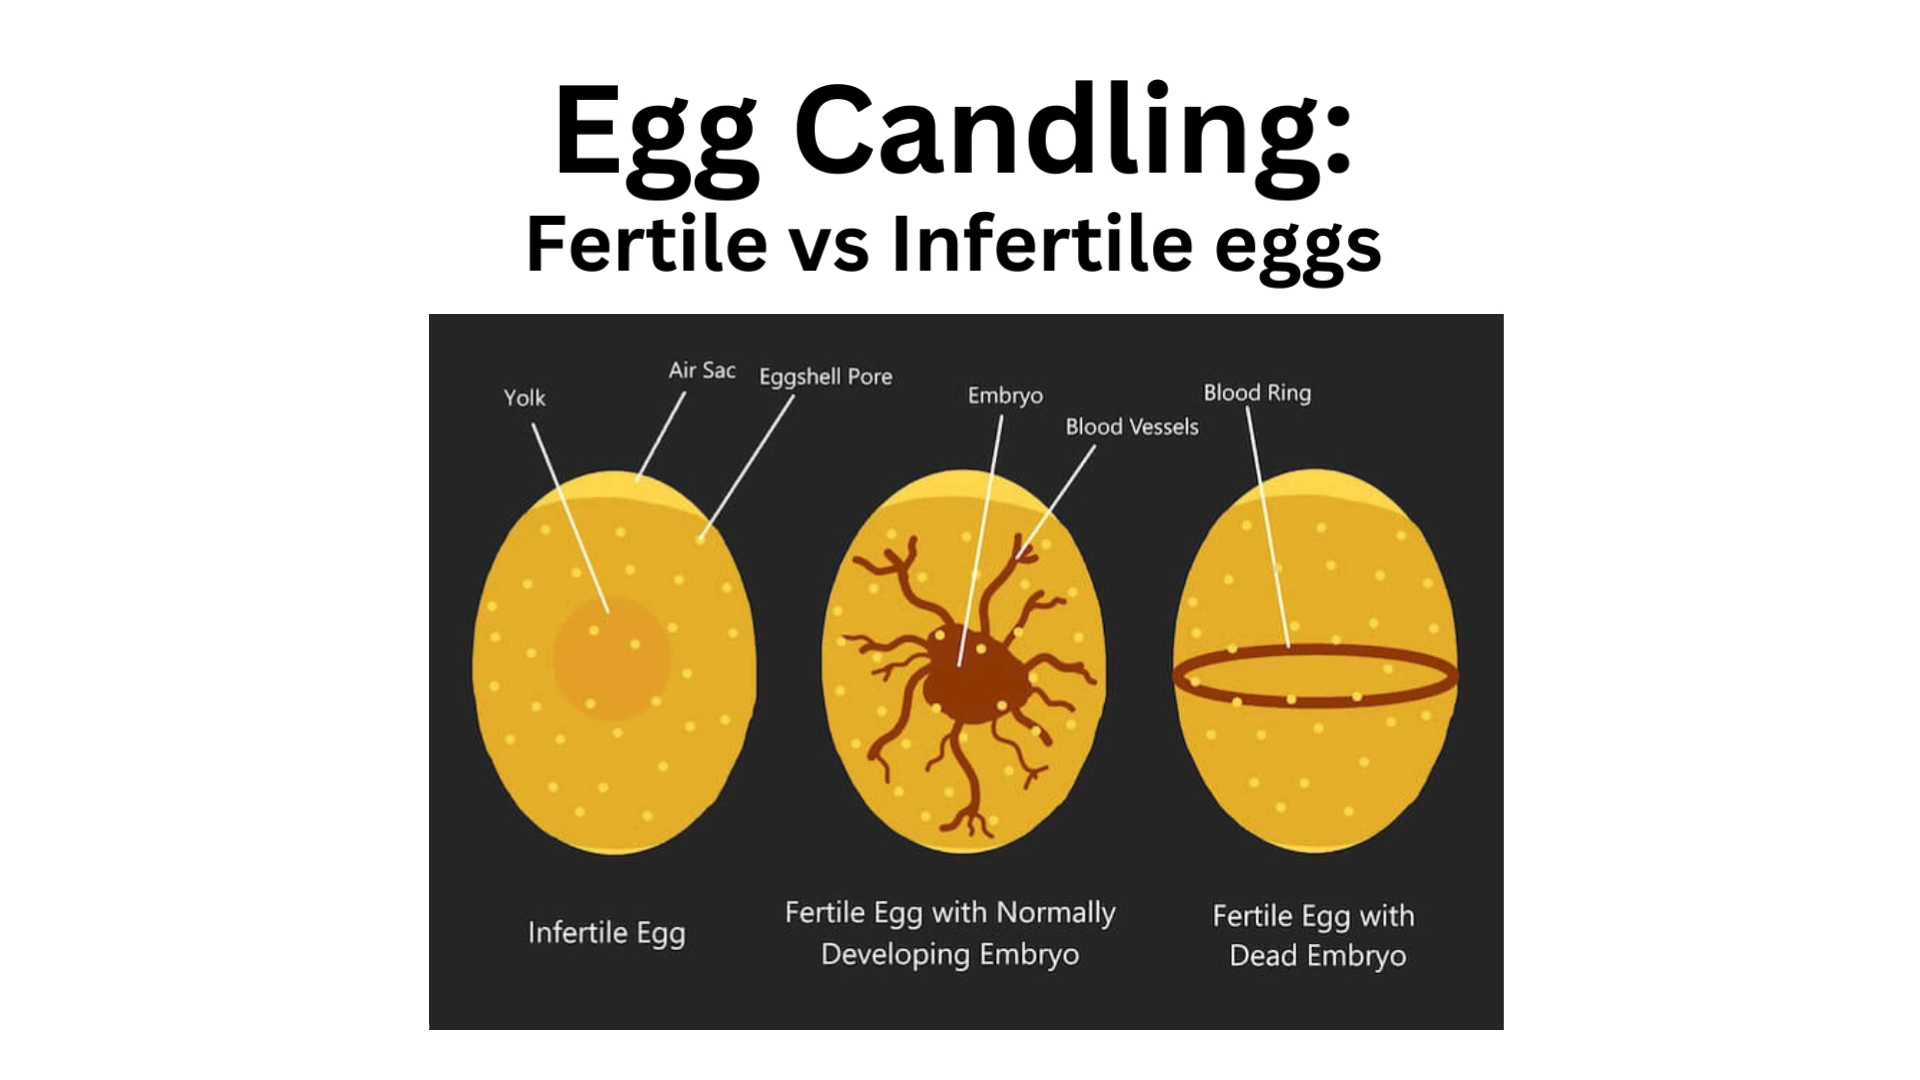 Egg Candling:
Fertile vs Infertile eggs
Yolk
Air Sac
Eggshell Pore
Embryo
Blood Vessels
Blood Ring
Infertile Egg
Fertile Egg with Normally
Developing Embryo
Fertile Egg with
Dead Embryo